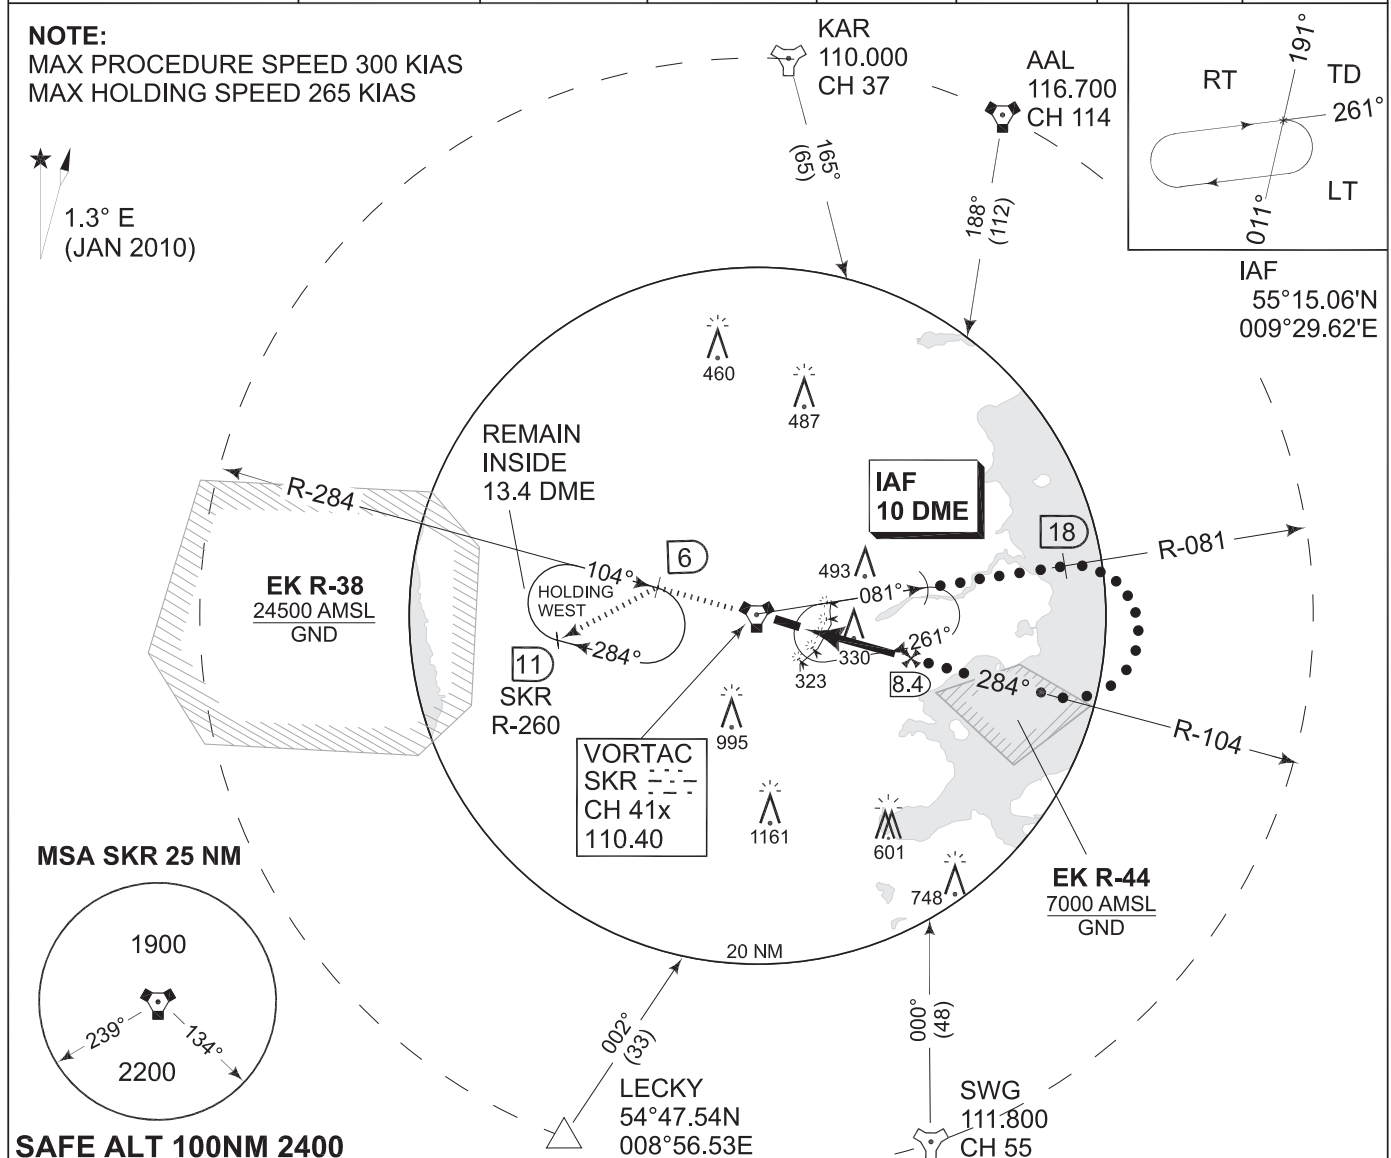 NOTE:
MAX PROCEDURE SPEED 300 KIAS
MAX HOLDING SPEED 265 KIAS
1.3° E
(JAN 2010)
KAR
110.000
CH 37
165°
(65)
AAL
116.700
CH 114
188°
(112)
191°
RT
TD
261°
LT
011°
IAF
55°15.06'N
009°29.62'E
460
487
REMAIN
INSIDE
13.4 DME
IAF
10 DME
R-284
EK R-38
24500 AMSL
GND
104°
6
HOLDING
WEST
284°
11
SKR
R-260
493
081°
18
R-081
261°
330
323
8.4
284°
R-104
995
VORTAC
SKR
CH 41x
110.40
1161
601
748
EK R-44
7000 AMSL
GND
20 NM
MSA SKR 25 NM
1900
239°
134°
2200
SAFE ALT 100NM 2400
002°
(33)
LECKY
54°47.54N
008°56.53E
000°
(48)
SWG
111.800
CH 55